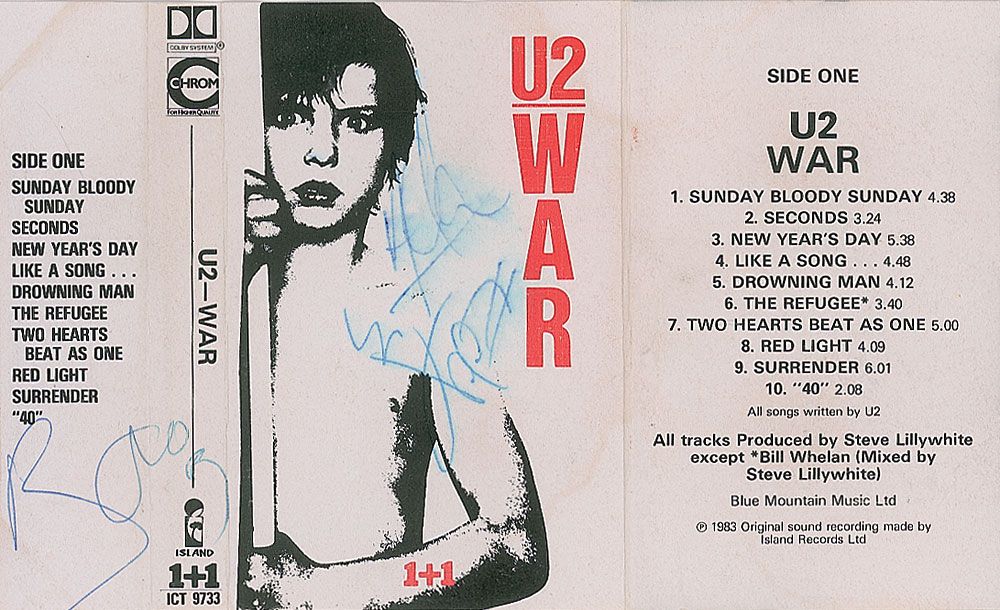 SIDE ONE
SUNDAY BLOODY
SUNDAY
SECONDS
NEW YEAR'S DAY
LIKE A SONG . . .
DROWNING MAN
THE REFUGEE
TWO HEARTS
BEAT AS ONE
RED LIGHT
SURRENDER
"40"
DOLBY SYSTEM®
CHROM
FOR HIGHER QUALITY
U2—WAR
ISLAND
1+1
ICT 9733
U2
WAR
1+1
SIDE ONE
U2
WAR
1. SUNDAY BLOODY SUNDAY 4.38
2. SECONDS 3.24
3. NEW YEAR'S DAY 5.38
4. LIKE A SONG . . . 4.48
5. DROWNING MAN 4.12
6. THE REFUGEE* 3.40
7. TWO HEARTS BEAT AS ONE 5.00
8. RED LIGHT 4.09
9. SURRENDER 6.01
10. "40" 2.08
All songs written by U2
All tracks Produced by Steve Lillywhite
except *Bill Whelan (Mixed by
Steve Lillywhite)
Blue Mountain Music Ltd
℗ 1983 Original sound recording made by
Island Records Ltd